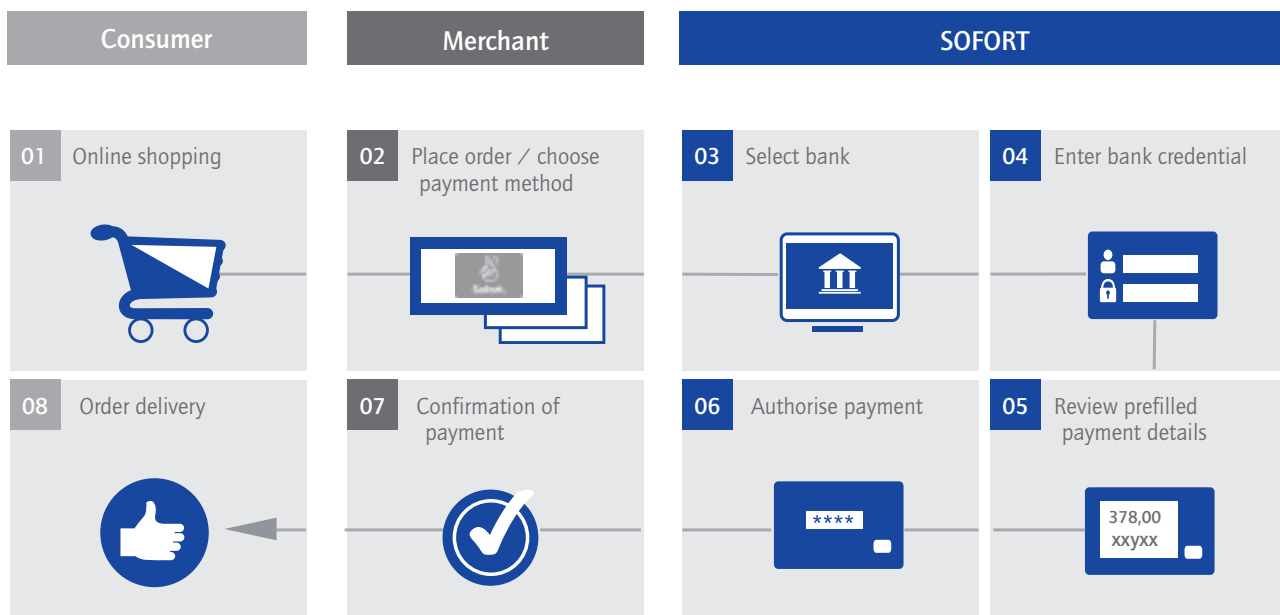 Consumer
Merchant
SOFORT
01 Online shopping
02 Place order / choose
payment method
03 Select bank
04 Enter bank credential
Sofort.
08 Order delivery
07 Confirmation of
payment
06 Authorise payment
05 Review prefilled
payment details
****
378,00
xxyxx